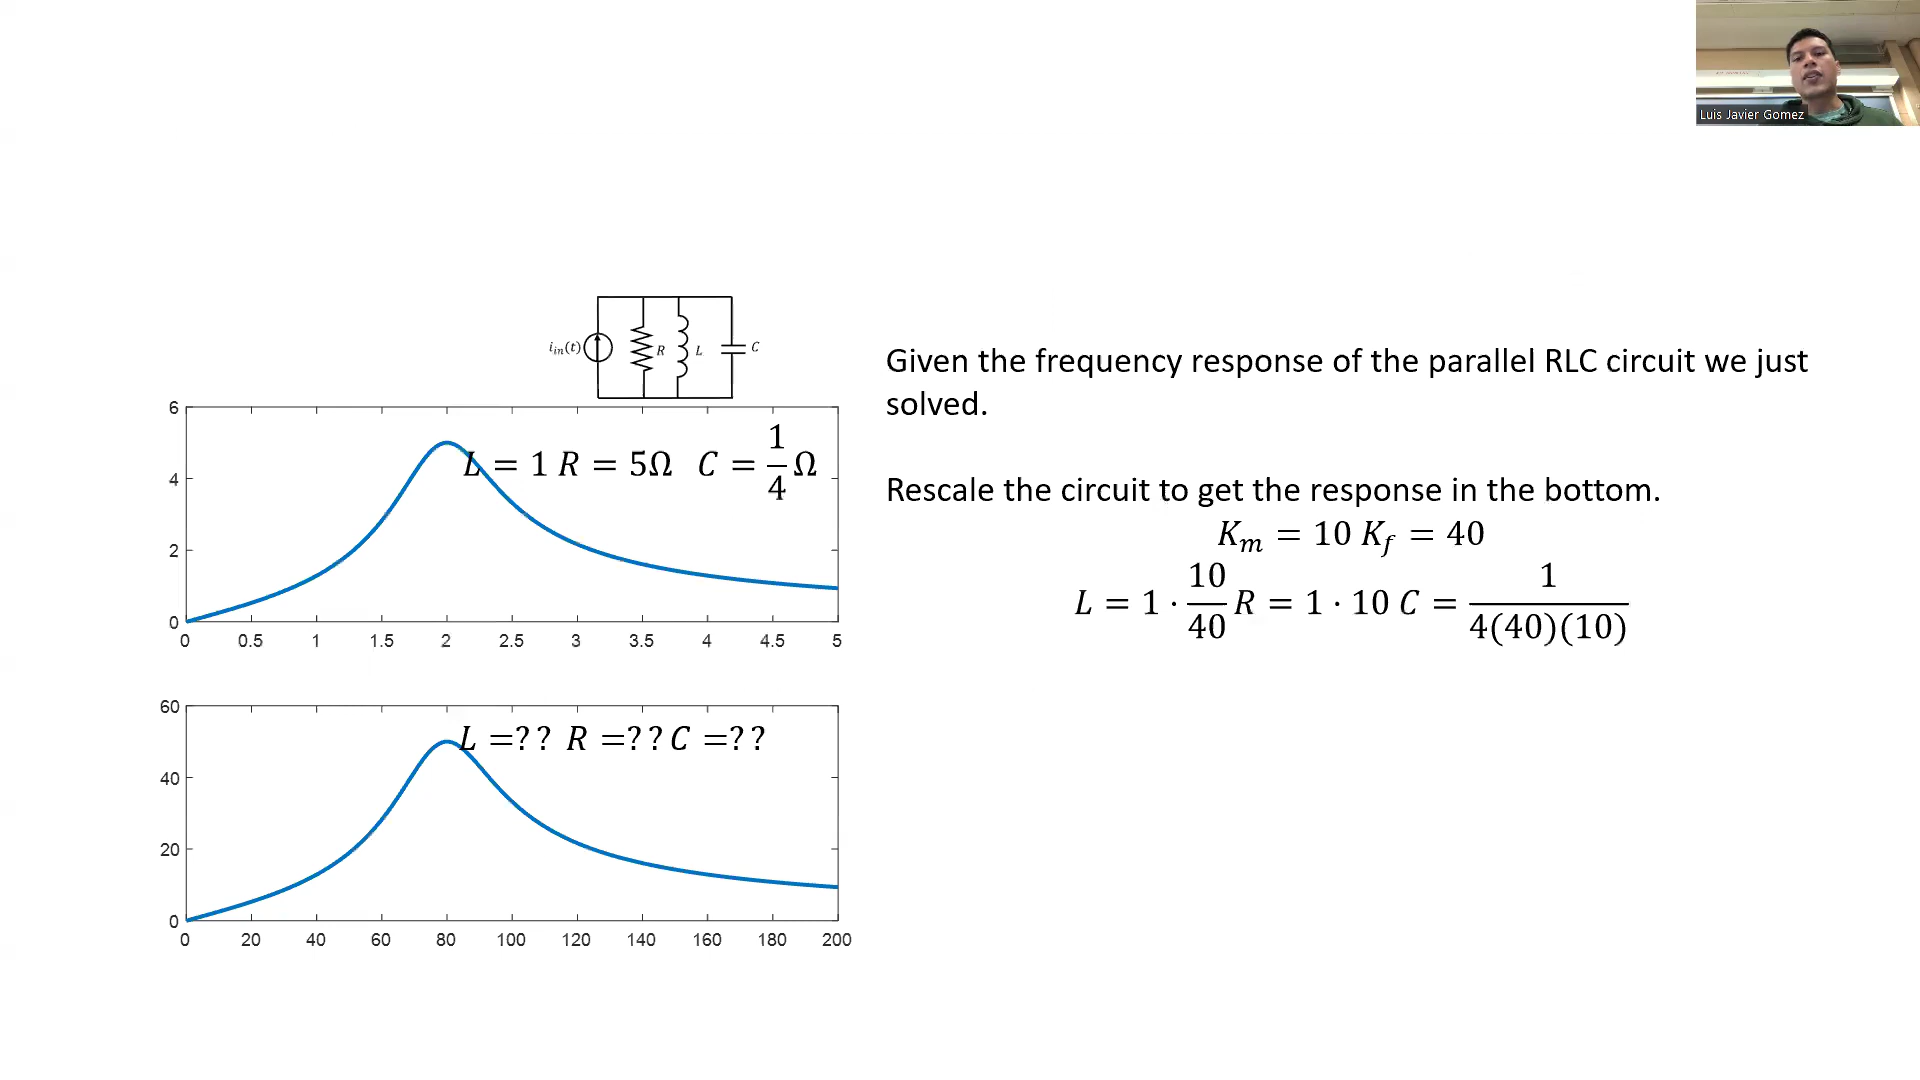 Luis Javier Gomez
i_in(t) R L C
6
L = 1 R = 5Ω C = 1/4 Ω
4
2
0
0 0.5 1 1.5 2 2.5 3 3.5 4 4.5 5
60
L =?? R =?? C =??
40
20
0
0 20 40 60 80 100 120 140 160 180 200
Given the frequency response of the parallel RLC circuit we just
solved.
Rescale the circuit to get the response in the bottom.
K_m = 10 K_f = 40
L = 1 · 10/40 R = 1 · 10 C = 1/4(40)(10)